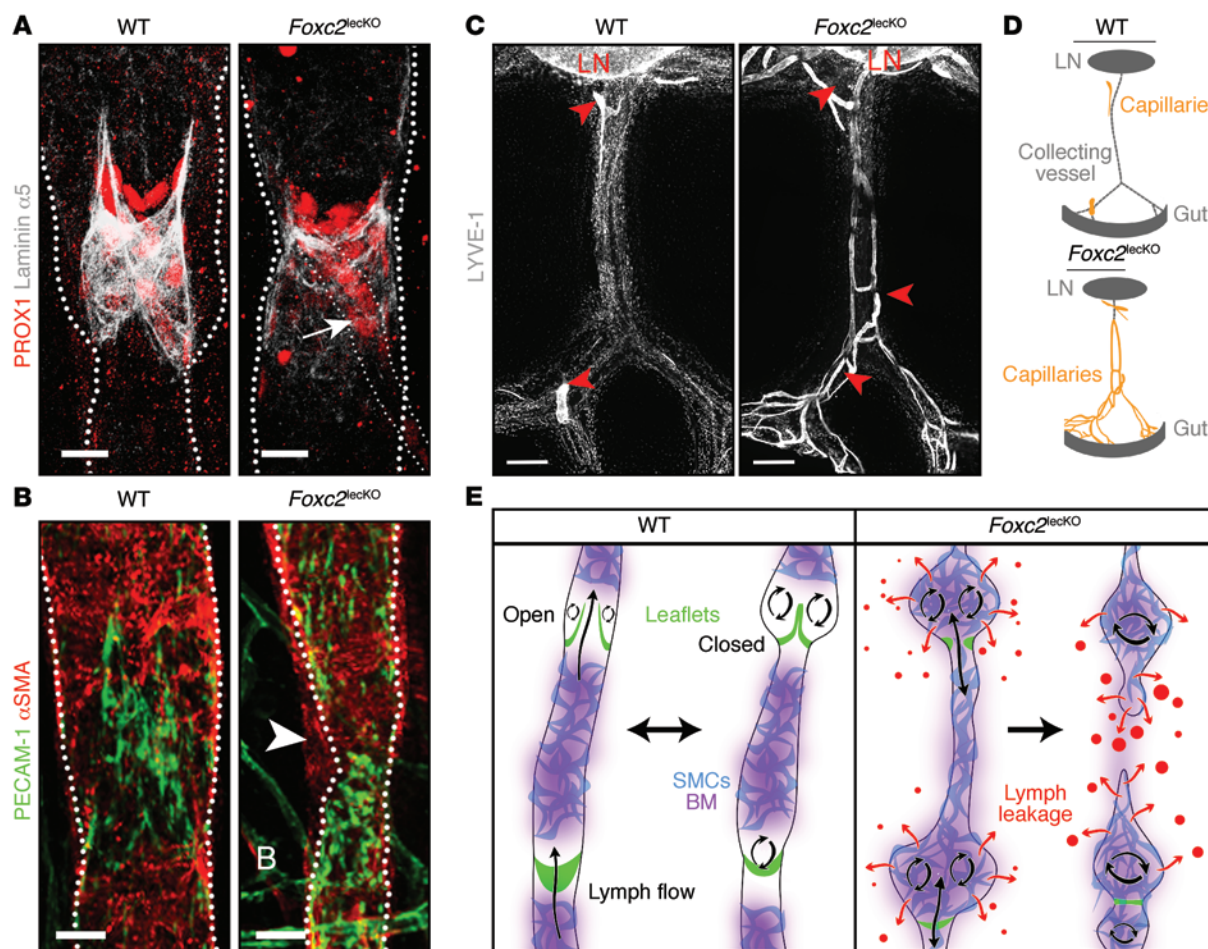 A
WT
Foxc2lecKO
PROX1 Laminin α5
B
WT
Foxc2lecKO
PECAM-1 αSMA
B
C
WT
Foxc2lecKO
LYVE-1
LN
LN
D
WT
LN
Capillarie
Collecting
vessel
Gut
Foxc2lecKO
LN
Capillaries
Gut
E
WT
Foxc2lecKO
Open
Leaflets
Closed
SMCs
BM
Lymph flow
Lymph
leakage